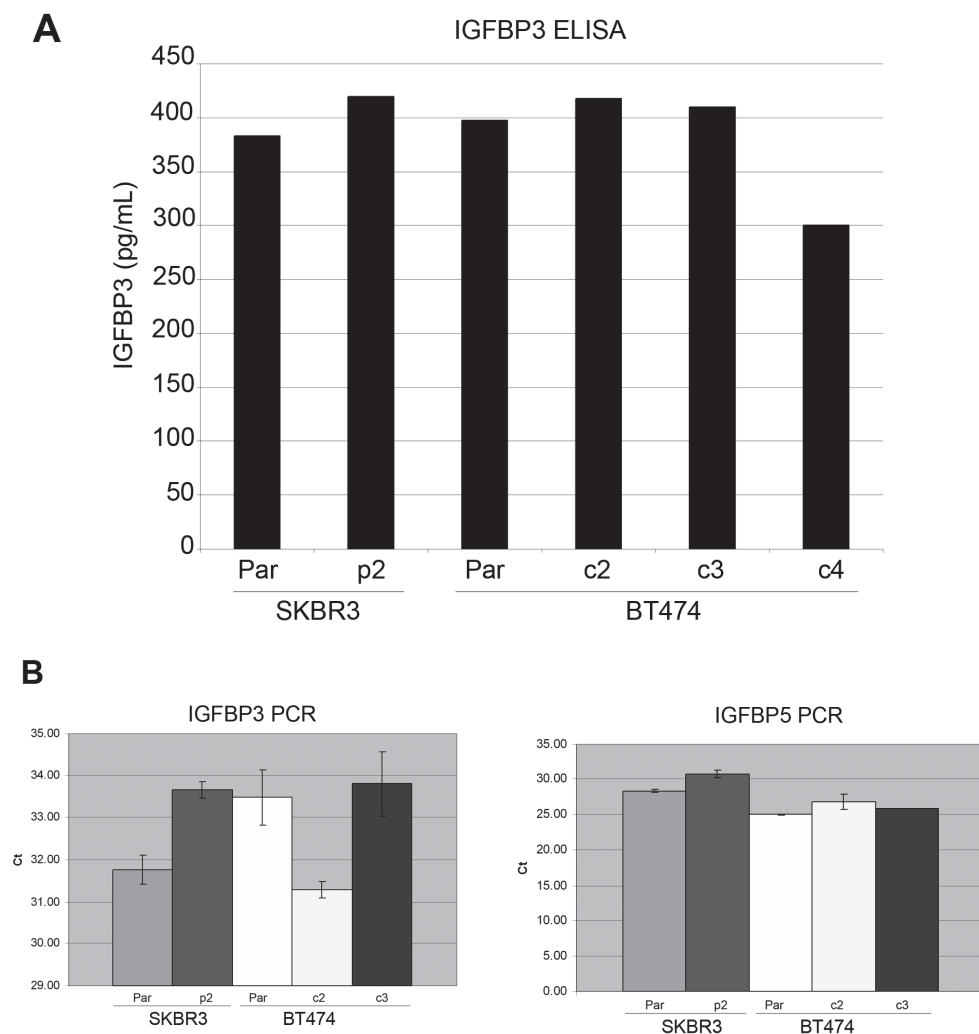 A
IGFBP3 ELISA
IGFBP3 (pg/mL)
450
400
350
300
250
200
150
100
50
0
Par p2 Par c2 c3 c4
SKBR3 BT474
B
IGFBP3 PCR
Ct
35.00
34.00
33.00
32.00
31.00
30.00
29.00
Par p2 Par c2 c3
SKBR3 BT474
IGFBP5 PCR
Ct
35.00
30.00
25.00
20.00
15.00
10.00
5.00
0.00
Par p2 Par c2 c3
SKBR3 BT474